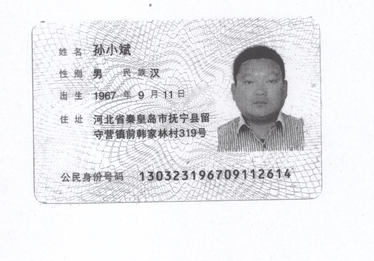 姓名 孙小斌
性别 男 民族 汉
出生 1967 年 9 月 11 日
住址 河北省秦皇岛市抚宁县留
守营镇前韩家林村319号
公民身份号码 130323196709112614